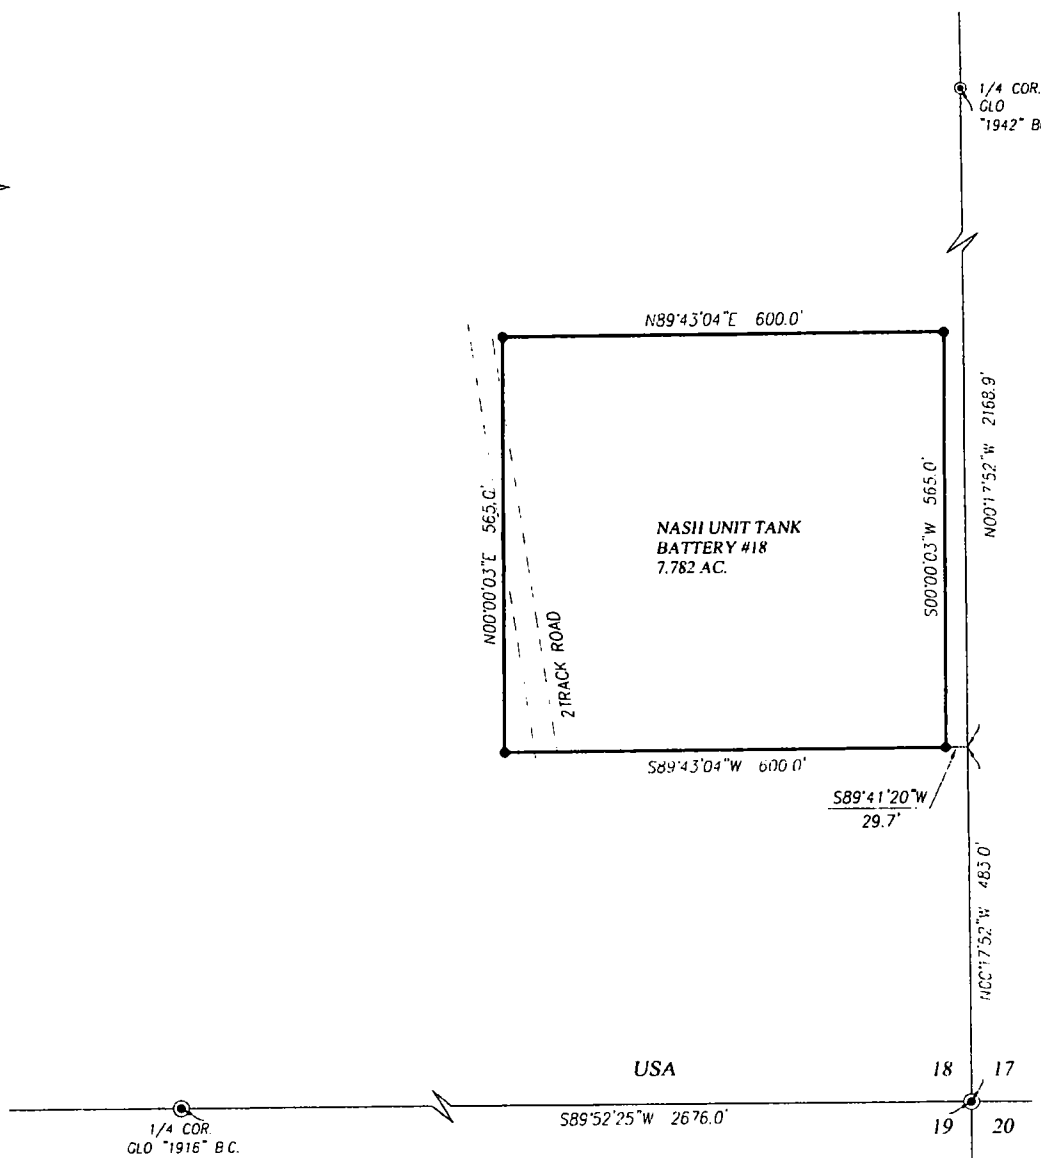 1/4 COR.
GLO
"1942"
N89°43'04"E 600.0'
N00°17'52"W 2168.9'
N00°00'03"E 565.0'
S00°00'03"W 565.0'
NASH UNIT TANK
BATTERY #18
7.782 AC.
2 TRACK ROAD
S89°43'04"W 600.0'
S89°41'20"W
29.7'
N00°17'52"W 483.0'
USA
18 17
S89°52'25"W 2676.0'
19 20
1/4 COR.
GLO "1916" B.C.